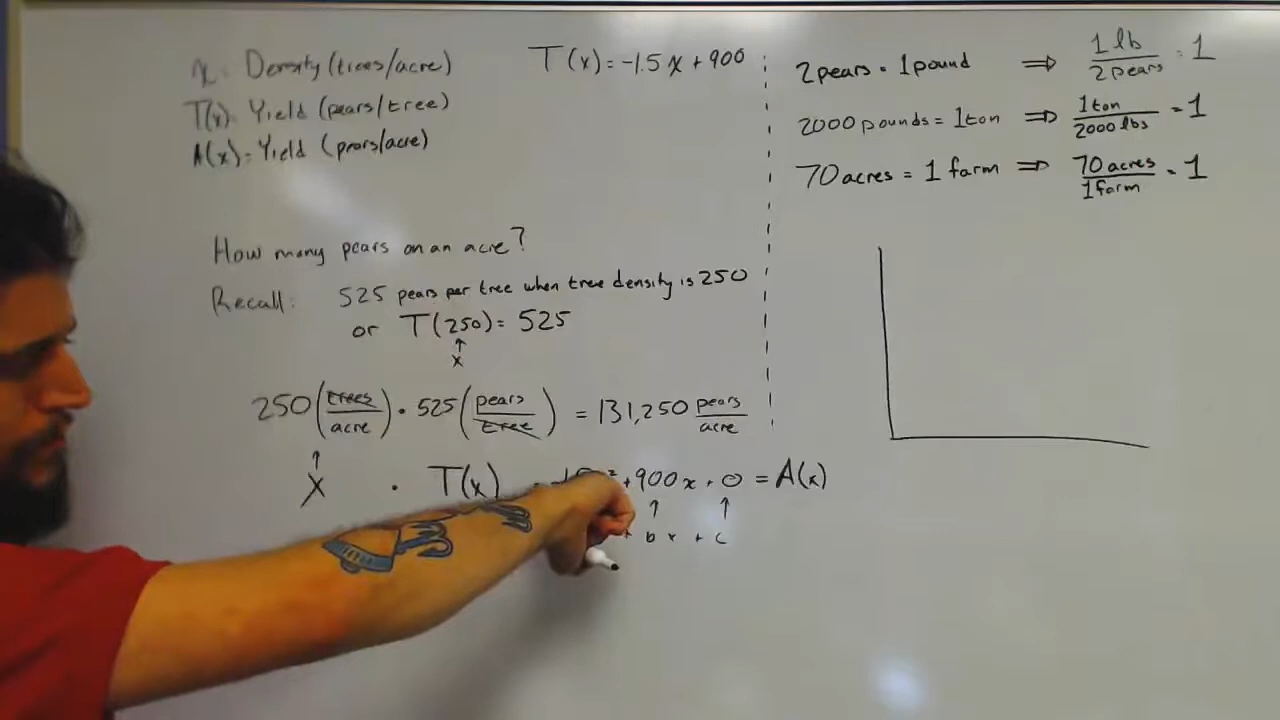 x: Density (trees/acre)
T(x): Yield (pears/tree)
A(x): Yield (pears/acre)
T(x) = -1.5x + 900
2 pears = 1 pound ⇒ 1 lb / 2 pears = 1
2000 pounds = 1 ton ⇒ 1 ton / 2000 lbs = 1
70 acres = 1 farm ⇒ 70 acres / 1 farm = 1
How many pears on an acre?
Recall: 525 pears per tree when tree density is 250
or T(250) = 525
↑
x
250 (trees/acre) · 525 (pears/tree) = 131,250 pears/acre
↑
x · T(x) = + 900x + 0 = A(x)
↑ ↑
+ bx + c